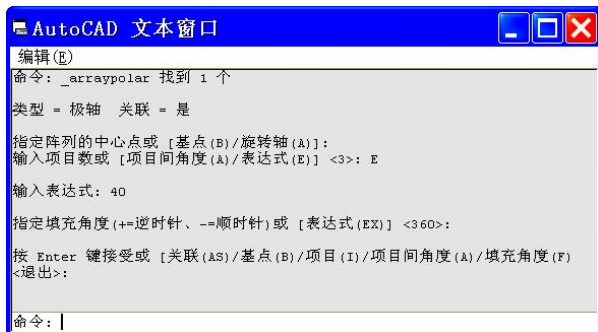 AutoCAD 文本窗口
编辑(E)
命令: _arraypolar 找到 1 个
类型 = 极轴  关联 = 是
指定阵列的中心点或 [基点(B)/旋转轴(A)]:
输入项目数或 [项目间角度(A)/表达式(E)] <3>: E
输入表达式: 40
指定填充角度(+=逆时针、-=顺时针)或 [表达式(EX)] <360>:
按 Enter 键接受或 [关联(AS)/基点(B)/项目(I)/项目间角度(A)/填充角度(F)
<退出>:
命令: